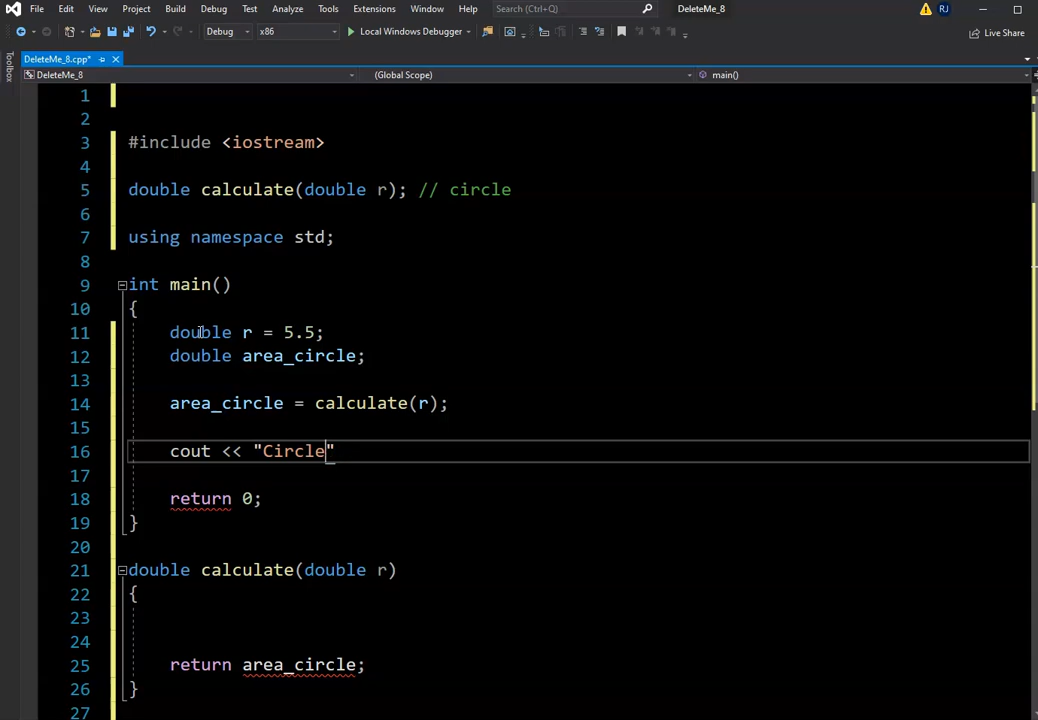 File Edit View Project Build Debug Test Analyze Tools Extensions Window Help Search (Ctrl+Q) DeleteMe_8 RJ
Debug x86 Local Windows Debugger Live Share
Toolbox
DeleteMe_8.cpp*
DeleteMe_8 (Global Scope) main()
1
2
3 #include <iostream>
4
5 double calculate(double r); // circle
6
7 using namespace std;
8
9 int main()
10 {
11 double r = 5.5;
12 double area_circle;
13
14 area_circle = calculate(r);
15
16 cout << "Circle"
17
18 return 0;
19 }
20
21 double calculate(double r)
22 {
23
24
25 return area_circle;
26 }
27